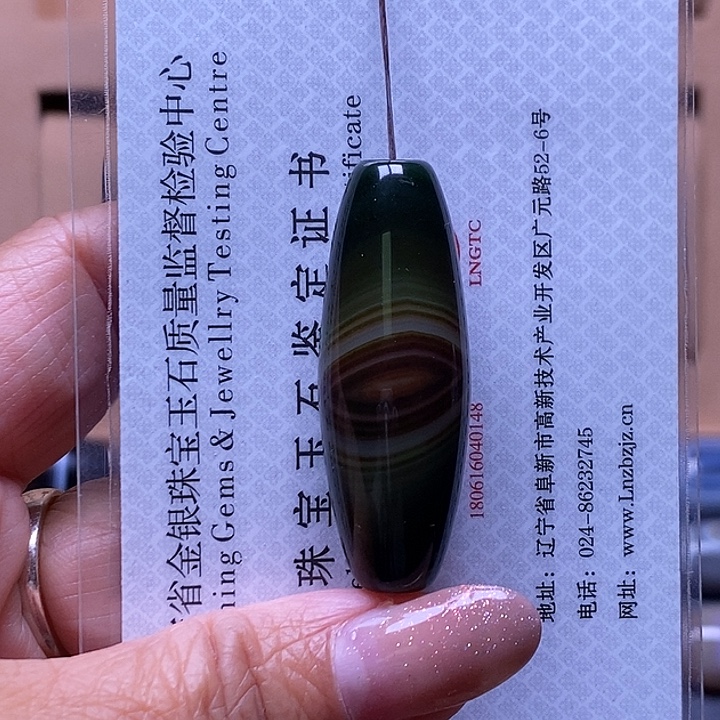 省金银珠宝玉石质量监督检验中心
ning Gems & Jewellry Testing Centre
珠宝玉石鉴定证书
ificate
LNGTC
180616040148
地址：辽宁省阜新市高新技术产业开发区广元路52-6号
电话：024-86232745
网址：www.Lnzbzjz.cn